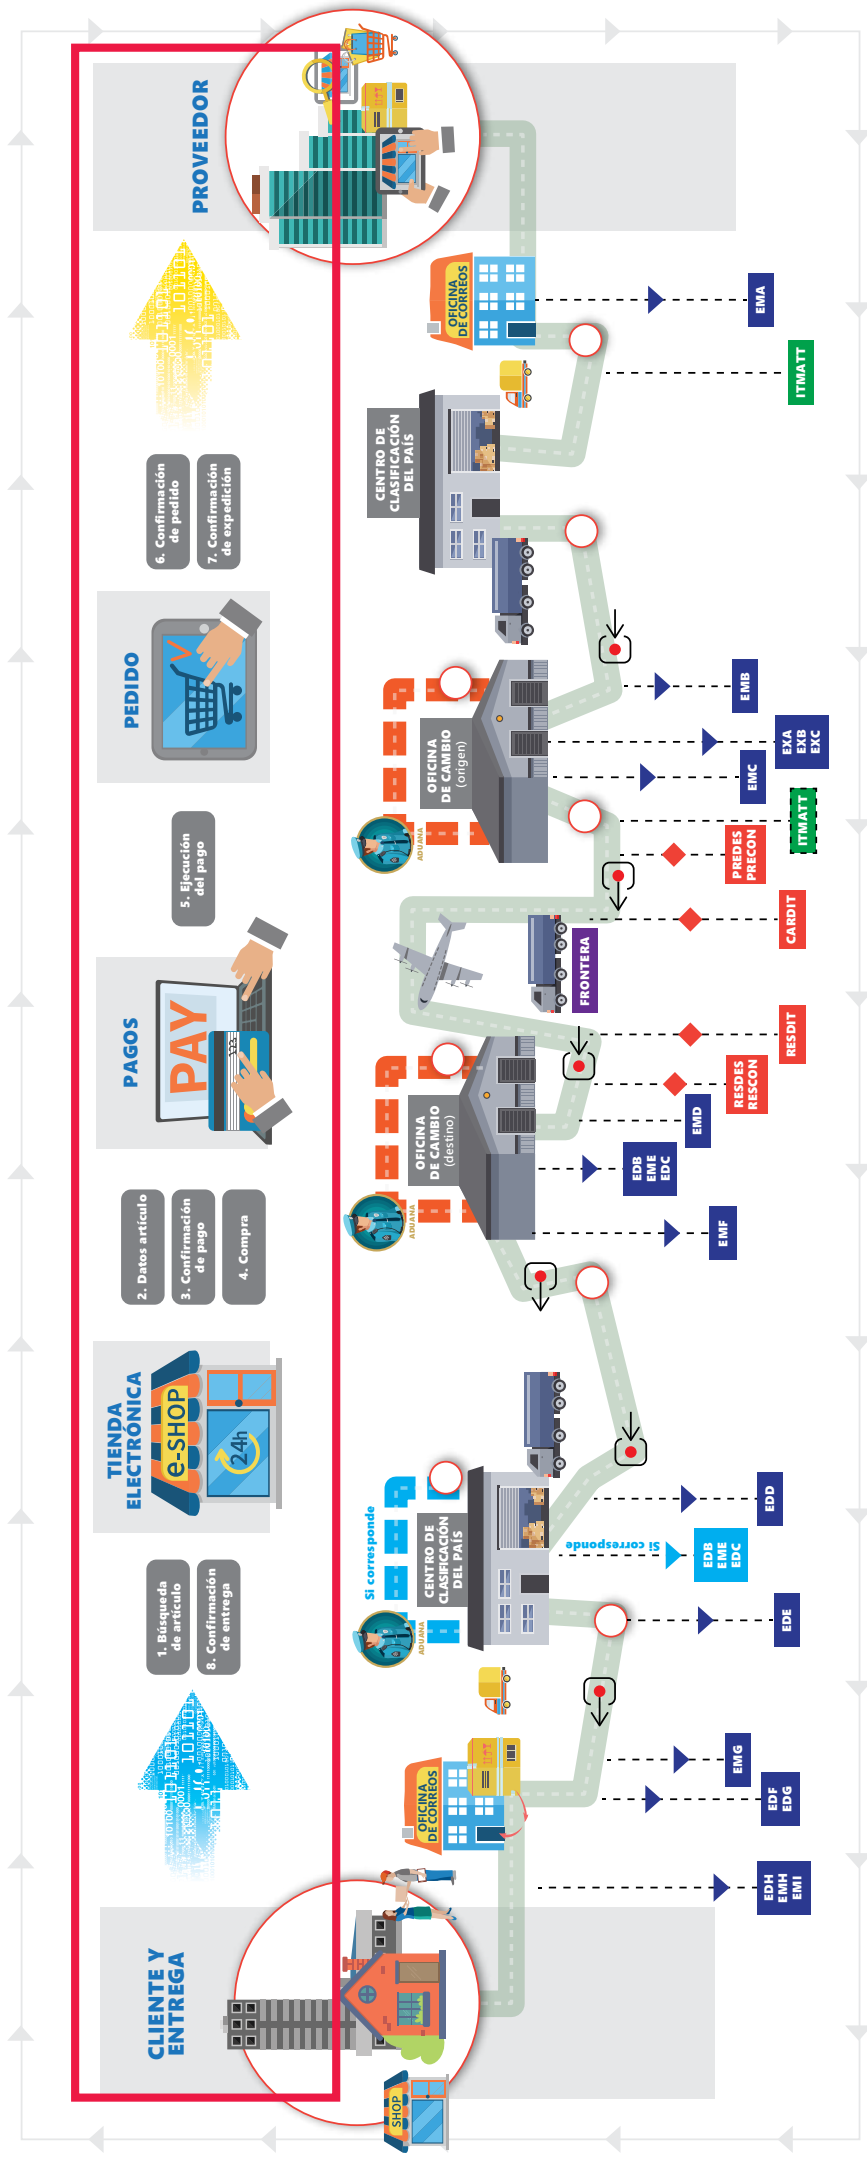 CLIENTE Y
ENTREGA
1. Búsqueda
de artículo
8. Confirmación
de entrega
TIENDA
ELECTRÓNICA
e-SHOP
24h
2. Datos artículo
3. Confirmación
de pago
4. Compra
PAGOS
PAY
123
5. Ejecución
del pago
PEDIDO
6. Confirmación
de pedido
7. Confirmación
de expedición
PROVEEDOR
SHOP
OFICINA
DE CORREOS
Si corresponde
ADUANA
CENTRO DE
CLASIFICACIÓN
DEL PAÍS
ADUANA
OFICINA
DE CAMBIO
(destino)
FRONTERA
ADUANA
OFICINA
DE CAMBIO
(origen)
CENTRO DE
CLASIFICACIÓN
DEL PAÍS
OFICINA
DE CORREOS
EDH
EMH
EMI
EDF
EDG
EMG
EDE
Si corresponde
EDB
EME
EDC
EDD
EMF
EDB
EME
EDC
EMD
RESDES
RESCON
RESDIT
CARDIT
PREDES
PRECON
ITMATT
EMC
EXA
EXB
EXC
EMB
ITMATT
EMA